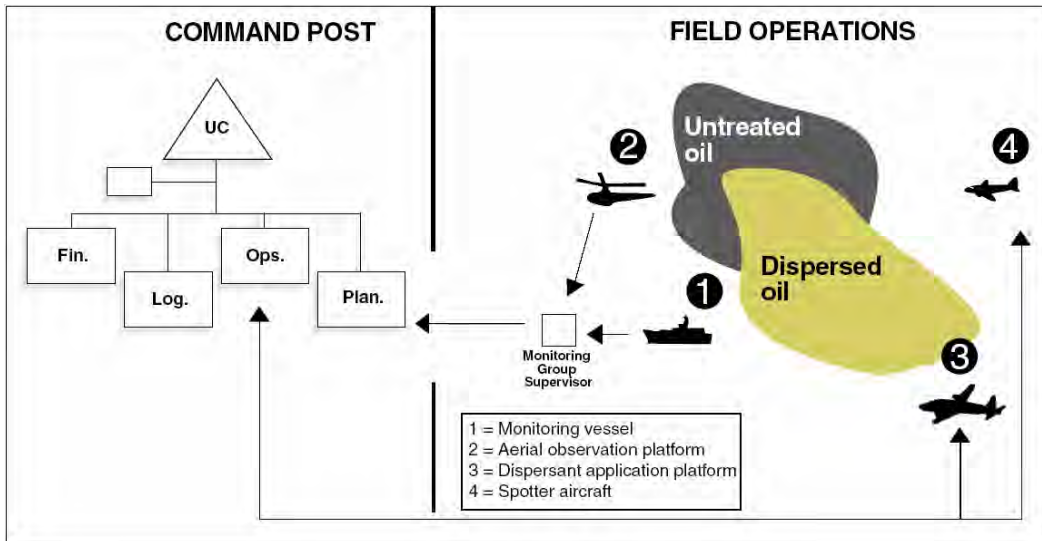 COMMAND POST
FIELD OPERATIONS
UC
Fin.
Log.
Ops.
Plan.
Untreated
oil
Dispersed
oil
2
4
1
3
Monitoring
Group
Supervisor
1 = Monitoring vessel
2 = Aerial observation platform
3 = Dispersant application platform
4 = Spotter aircraft